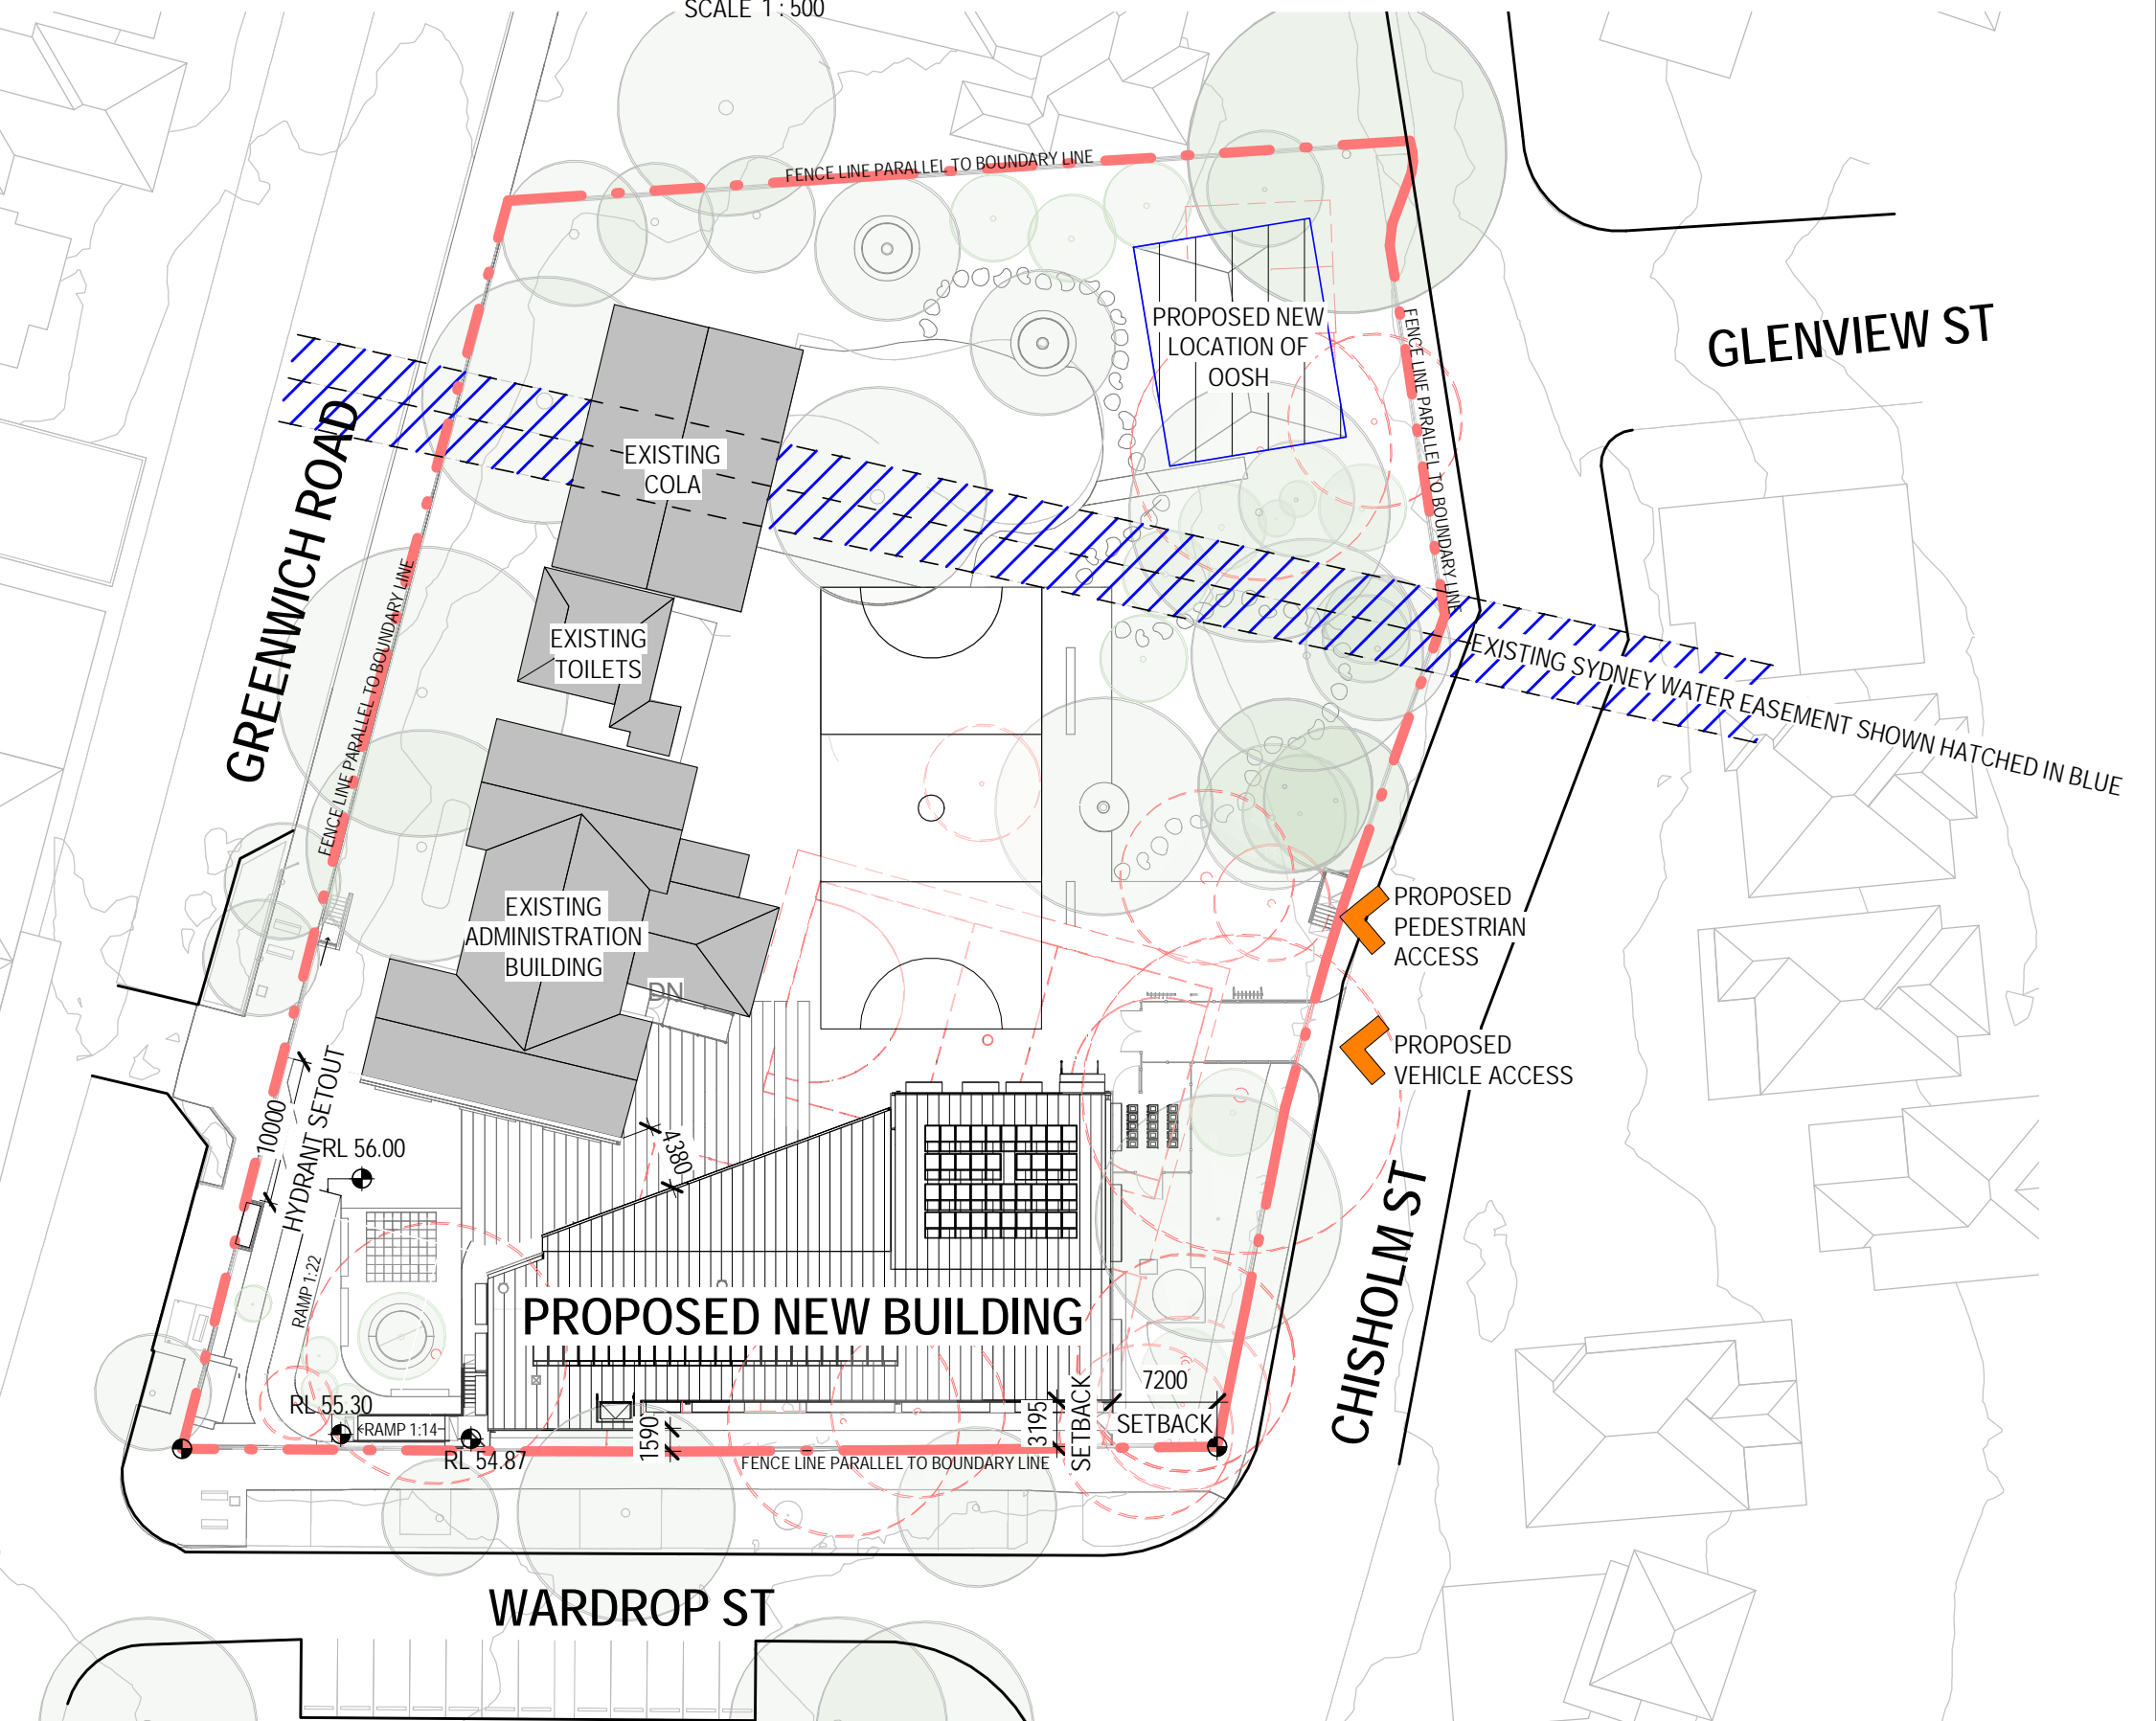 SCALE 1 : 500
FENCE LINE PARALLEL TO BOUNDARY LINE
PROPOSED NEW
LOCATION OF
OOSH
FENCE LINE PARALLEL TO BOUNDARY LINE
GLENVIEW ST
GREENWICH ROAD
EXISTING
COLA
FENCE LINE PARALLEL TO BOUNDARY LINE
EXISTING
TOILETS
EXISTING SYDNEY WATER EASEMENT SHOWN HATCHED IN BLUE
EXISTING
ADMINISTRATION
BUILDING
DN
PROPOSED
PEDESTRIAN
ACCESS
PROPOSED
VEHICLE ACCESS
10000
HYDRANT SETOUT
RL 56.00
4380
RAMP 1:22
PROPOSED NEW BUILDING
CHISHOLM ST
RL 55.30
RAMP 1:14
RL 54.87
1590
3195
SETBACK
7200
SETBACK
FENCE LINE PARALLEL TO BOUNDARY LINE
WARDROP ST